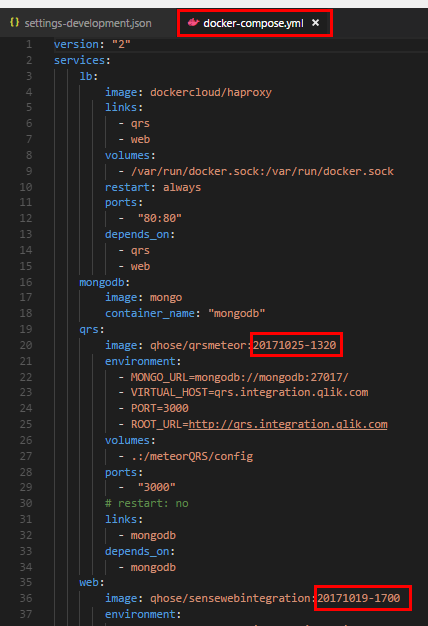 {} settings-development.json docker-compose.yml ×
1 version: "2"
2 services:
3 lb:
4 image: dockercloud/haproxy
5 links:
6 - qrs
7 - web
8 volumes:
9 - /var/run/docker.sock:/var/run/docker.sock
10 restart: always
11 ports:
12 - "80:80"
13 depends_on:
14 - qrs
15 - web
16 mongodb:
17 image: mongo
18 container_name: "mongodb"
19 qrs:
20 image: qhose/qrsmeteor:20171025-1320
21 environment:
22 - MONGO_URL=mongodb://mongodb:27017/
23 - VIRTUAL_HOST=qrs.integration.qlik.com
24 - PORT=3000
25 - ROOT_URL=http://qrs.integration.qlik.com
26 volumes:
27 - .:/meteorQRS/config
28 ports:
29 - "3000"
30 # restart: no
31 links:
32 - mongodb
33 depends_on:
34 - mongodb
35 web:
36 image: qhose/sensewebintegration:20171019-1700
37 environment: